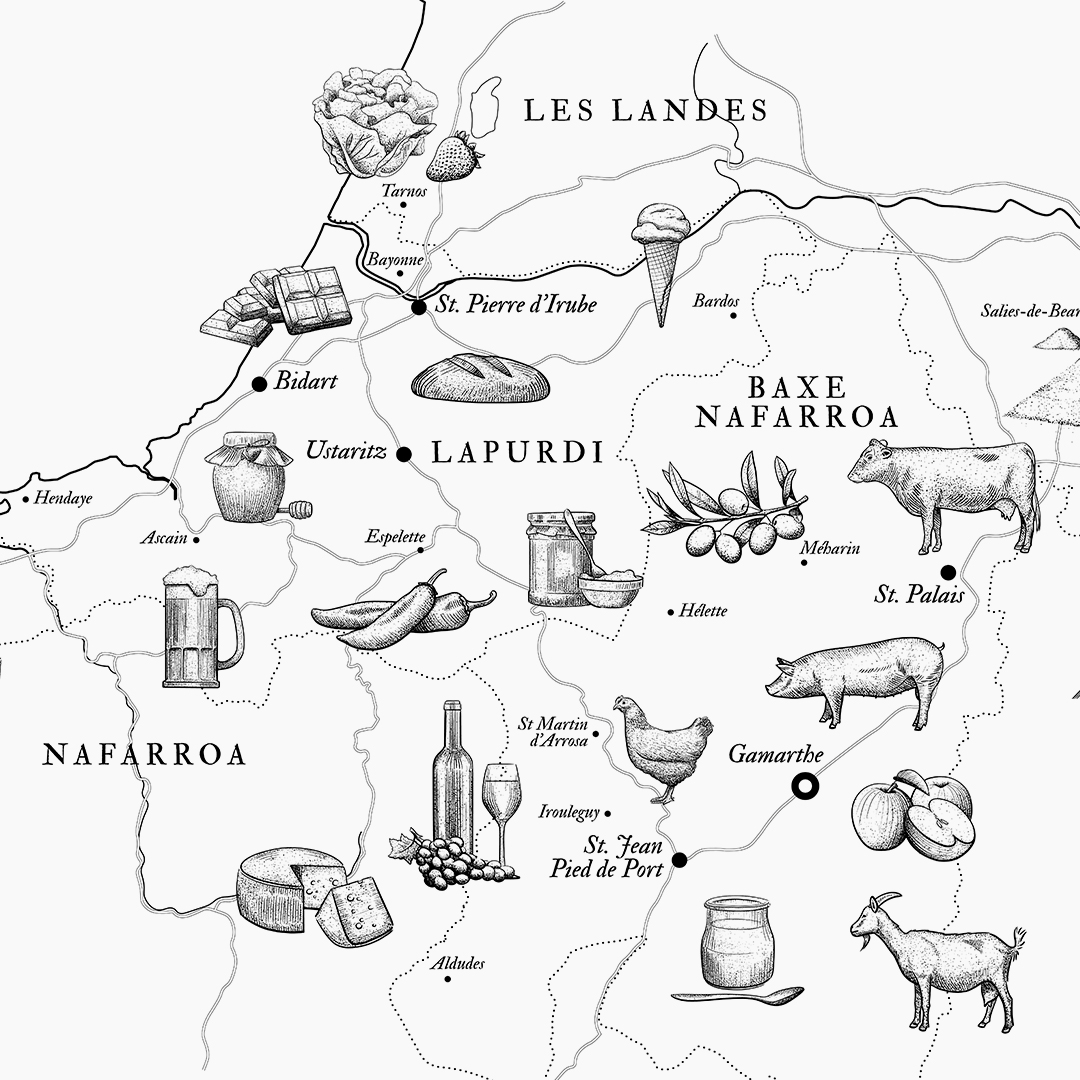 LES LANDES
Tarnos
Bayonne
St. Pierre d'Irube
Bardos
Salies-de-Bear
Bidart
BAXE
NAFARROA
Ustaritz
LAPURDI
Hendaye
Ascain
Espelette
Méharin
St. Palais
Hélette
St Martin
d'Arrosa
NAFARROA
Gamarthe
Irouleguy
St. Jean
Pied de Port
Aldudes